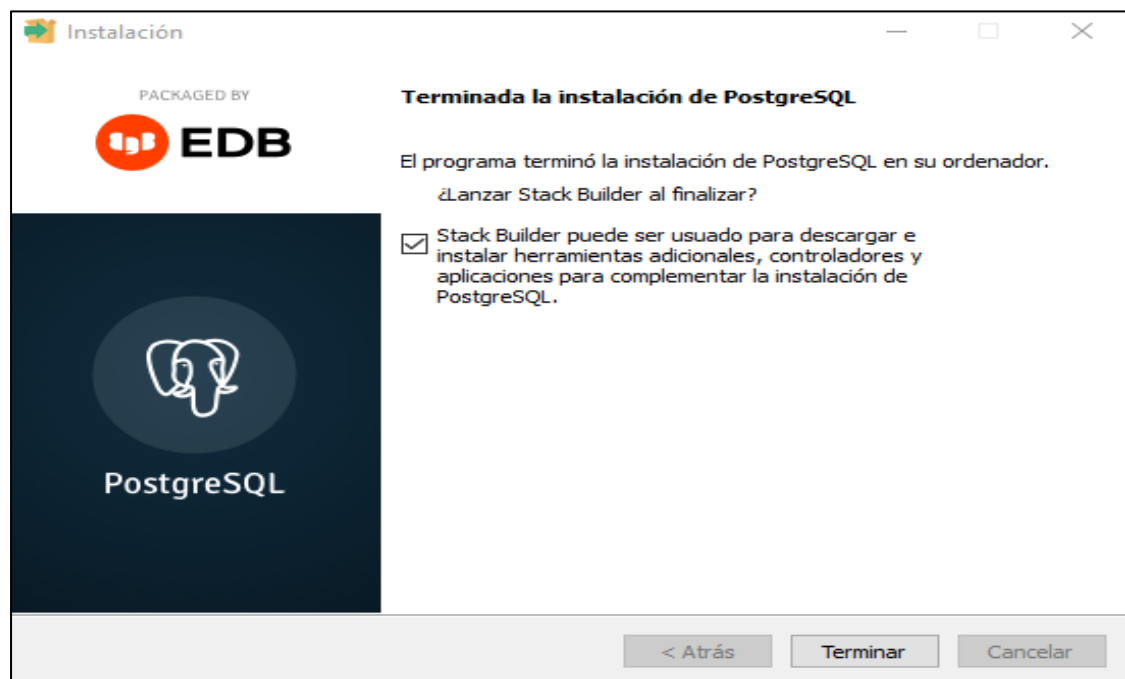 Instalación
PACKAGED BY
EDB
PostgreSQL
Terminada la instalación de PostgreSQL
El programa terminó la instalación de PostgreSQL en su ordenador.
¿Lanzar Stack Builder al finalizar?
Stack Builder puede ser usado para descargar e
instalar herramientas adicionales, controladores y
aplicaciones para complementar la instalación de
PostgreSQL.
< Atrás
Terminar
Cancelar